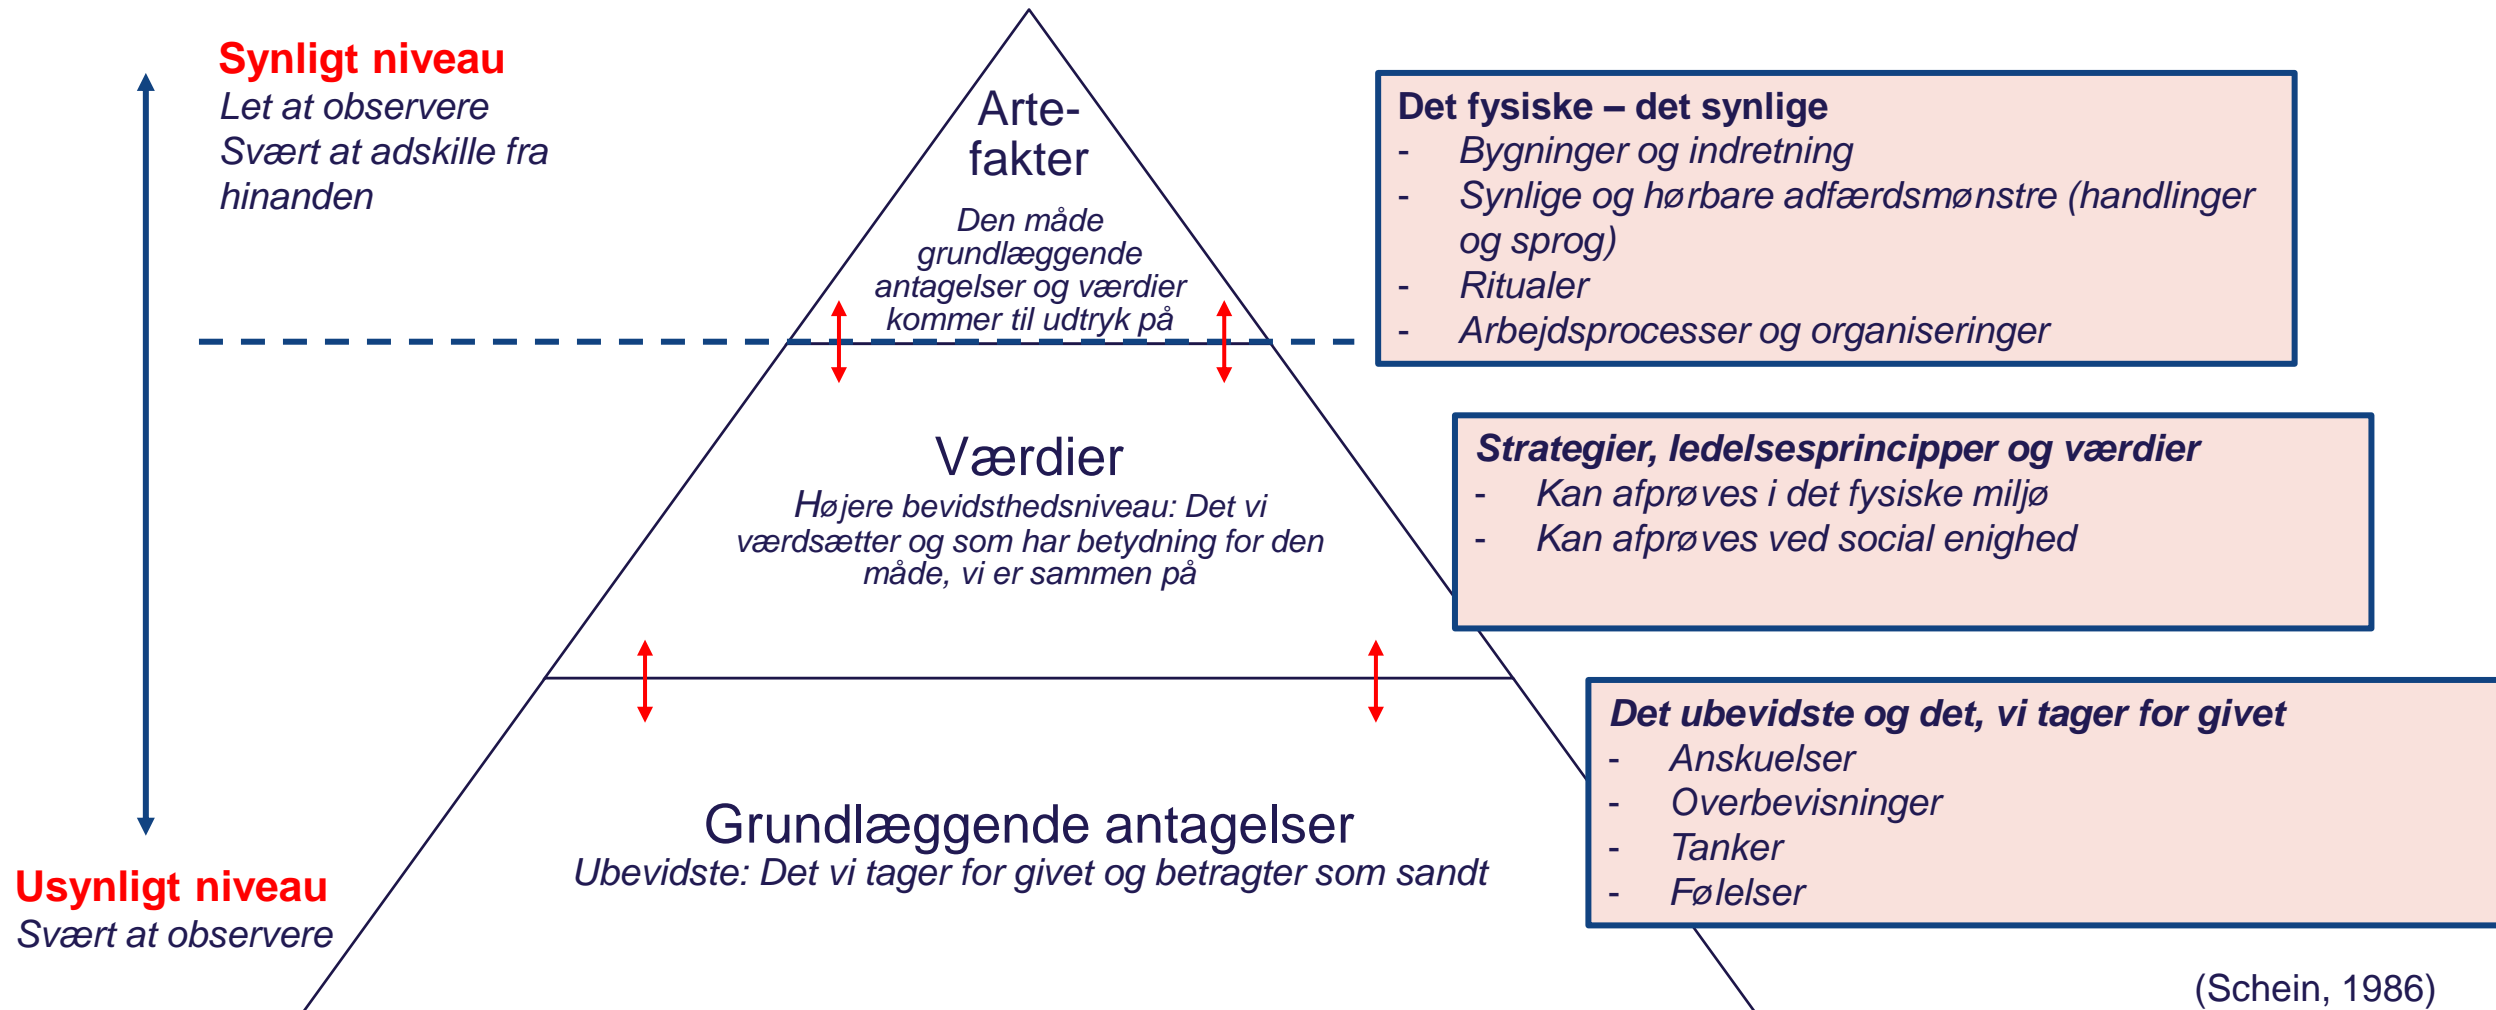 Synligt niveau
Let at observere
Svært at adskille fra
hinanden
Arte-
fakter
Den måde
grundlæggende
antagelser og værdier
kommer til udtryk på
Det fysiske – det synlige
- Bygninger og indretning
- Synlige og hørbare adfærdsmønstre (handlinger
og sprog)
- Ritualer
- Arbejdsprocesser og organiseringer
Værdier
Højere bevidsthedsniveau: Det vi
værdsætter og som har betydning for den
måde, vi er sammen på
Strategier, ledelsesprincipper og værdier
- Kan afprøves i det fysiske miljø
- Kan afprøves ved social enighed
Grundlæggende antagelser
Ubevidste: Det vi tager for givet og betragter som sandt
Det ubevidste og det, vi tager for givet
- Anskuelser
- Overbevisninger
- Tanker
- Følelser
Usynligt niveau
Svært at observere
(Schein, 1986)